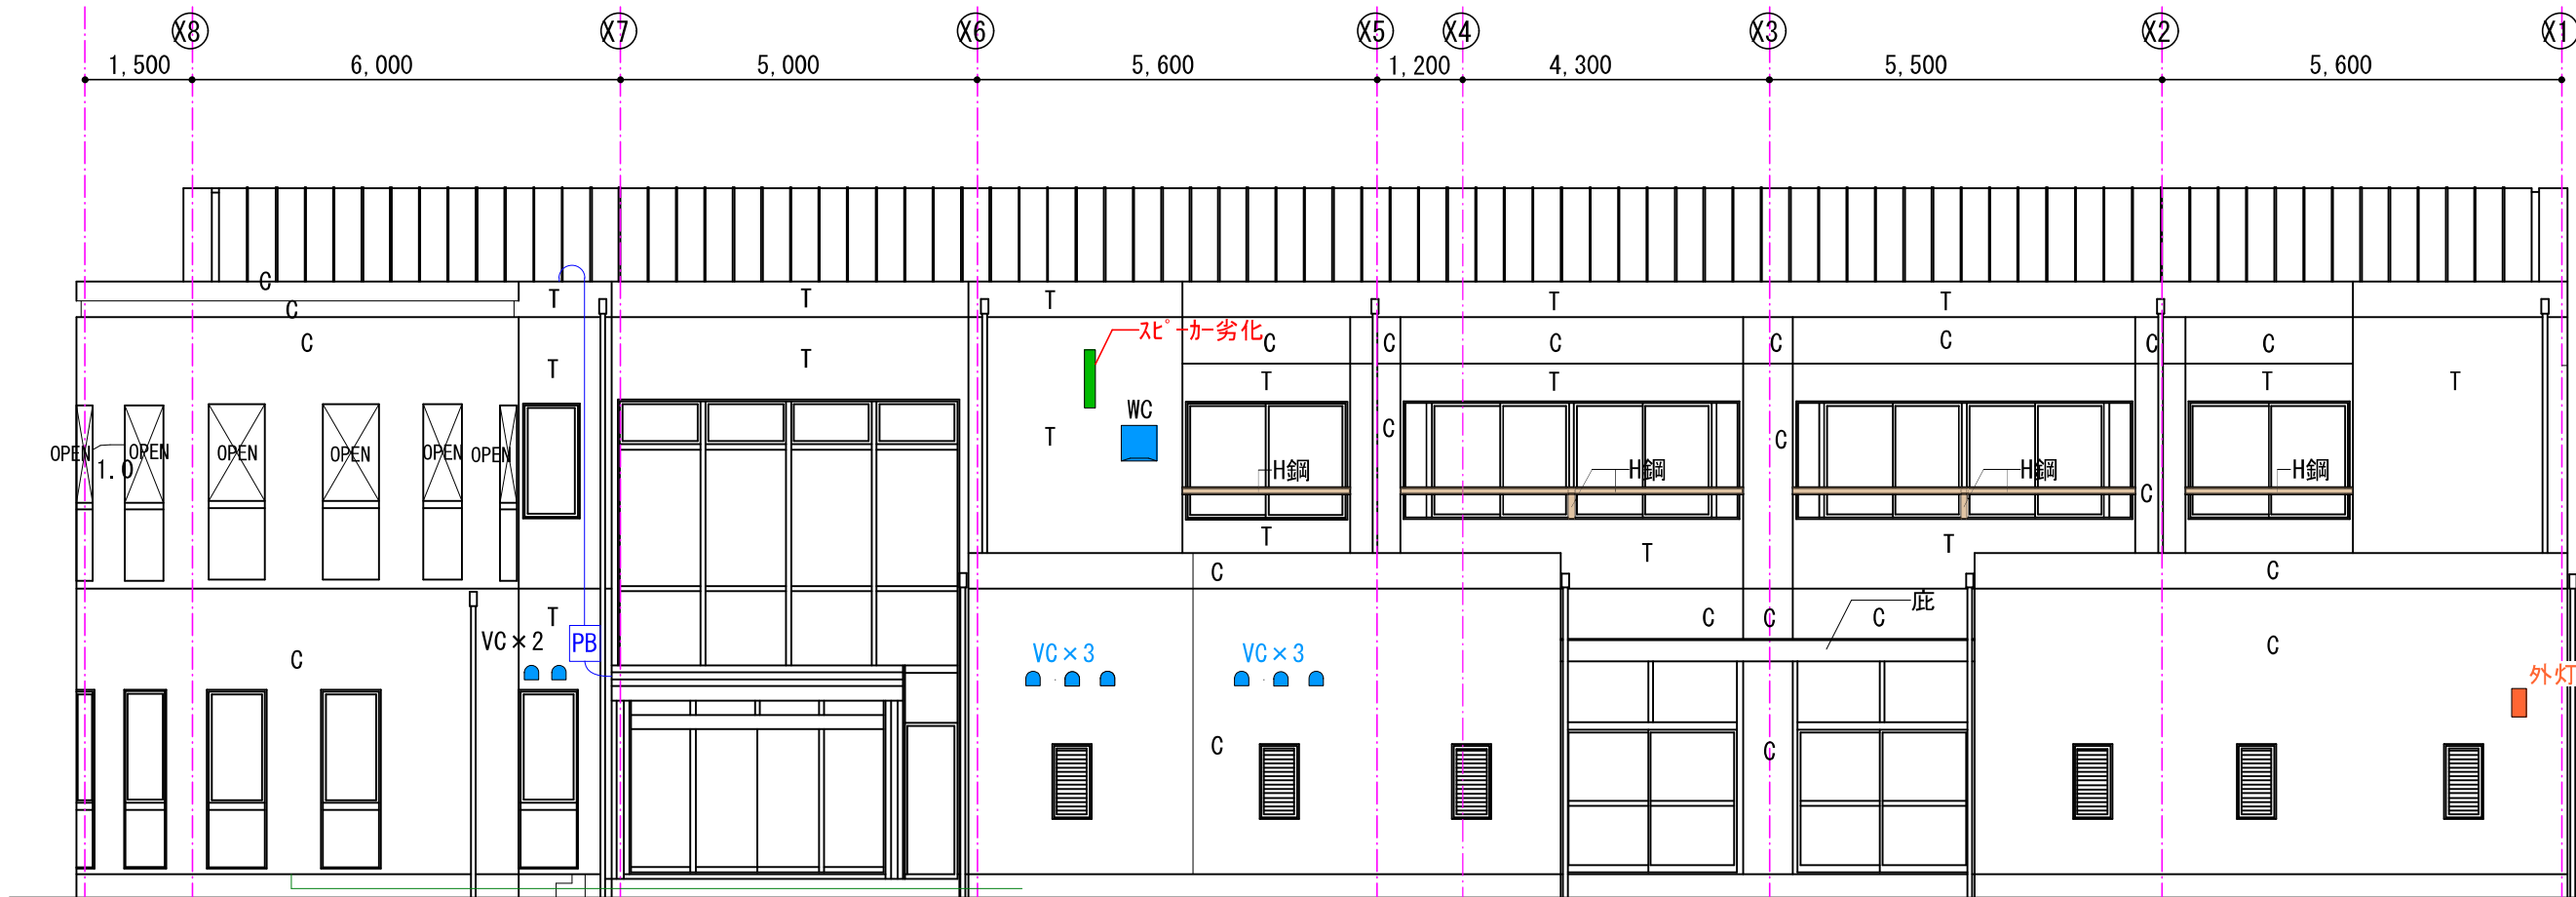 X8 X7 X6 X5 X4 X3 X2 X1
1,500 6,000 5,000 5,600 1,200 4,300 5,500 5,600
C
T T T T T
C
C T C C C C C C C
スピーカー劣化
T T T T T
WC
T C C
OPEN OPEN OPEN OPEN OPEN OPEN
1.0
H鋼 H鋼 H鋼 H鋼
C
T T T
C C
庇
T C C C
VC×2 PB VC×3 VC×3
C C
外灯
C C